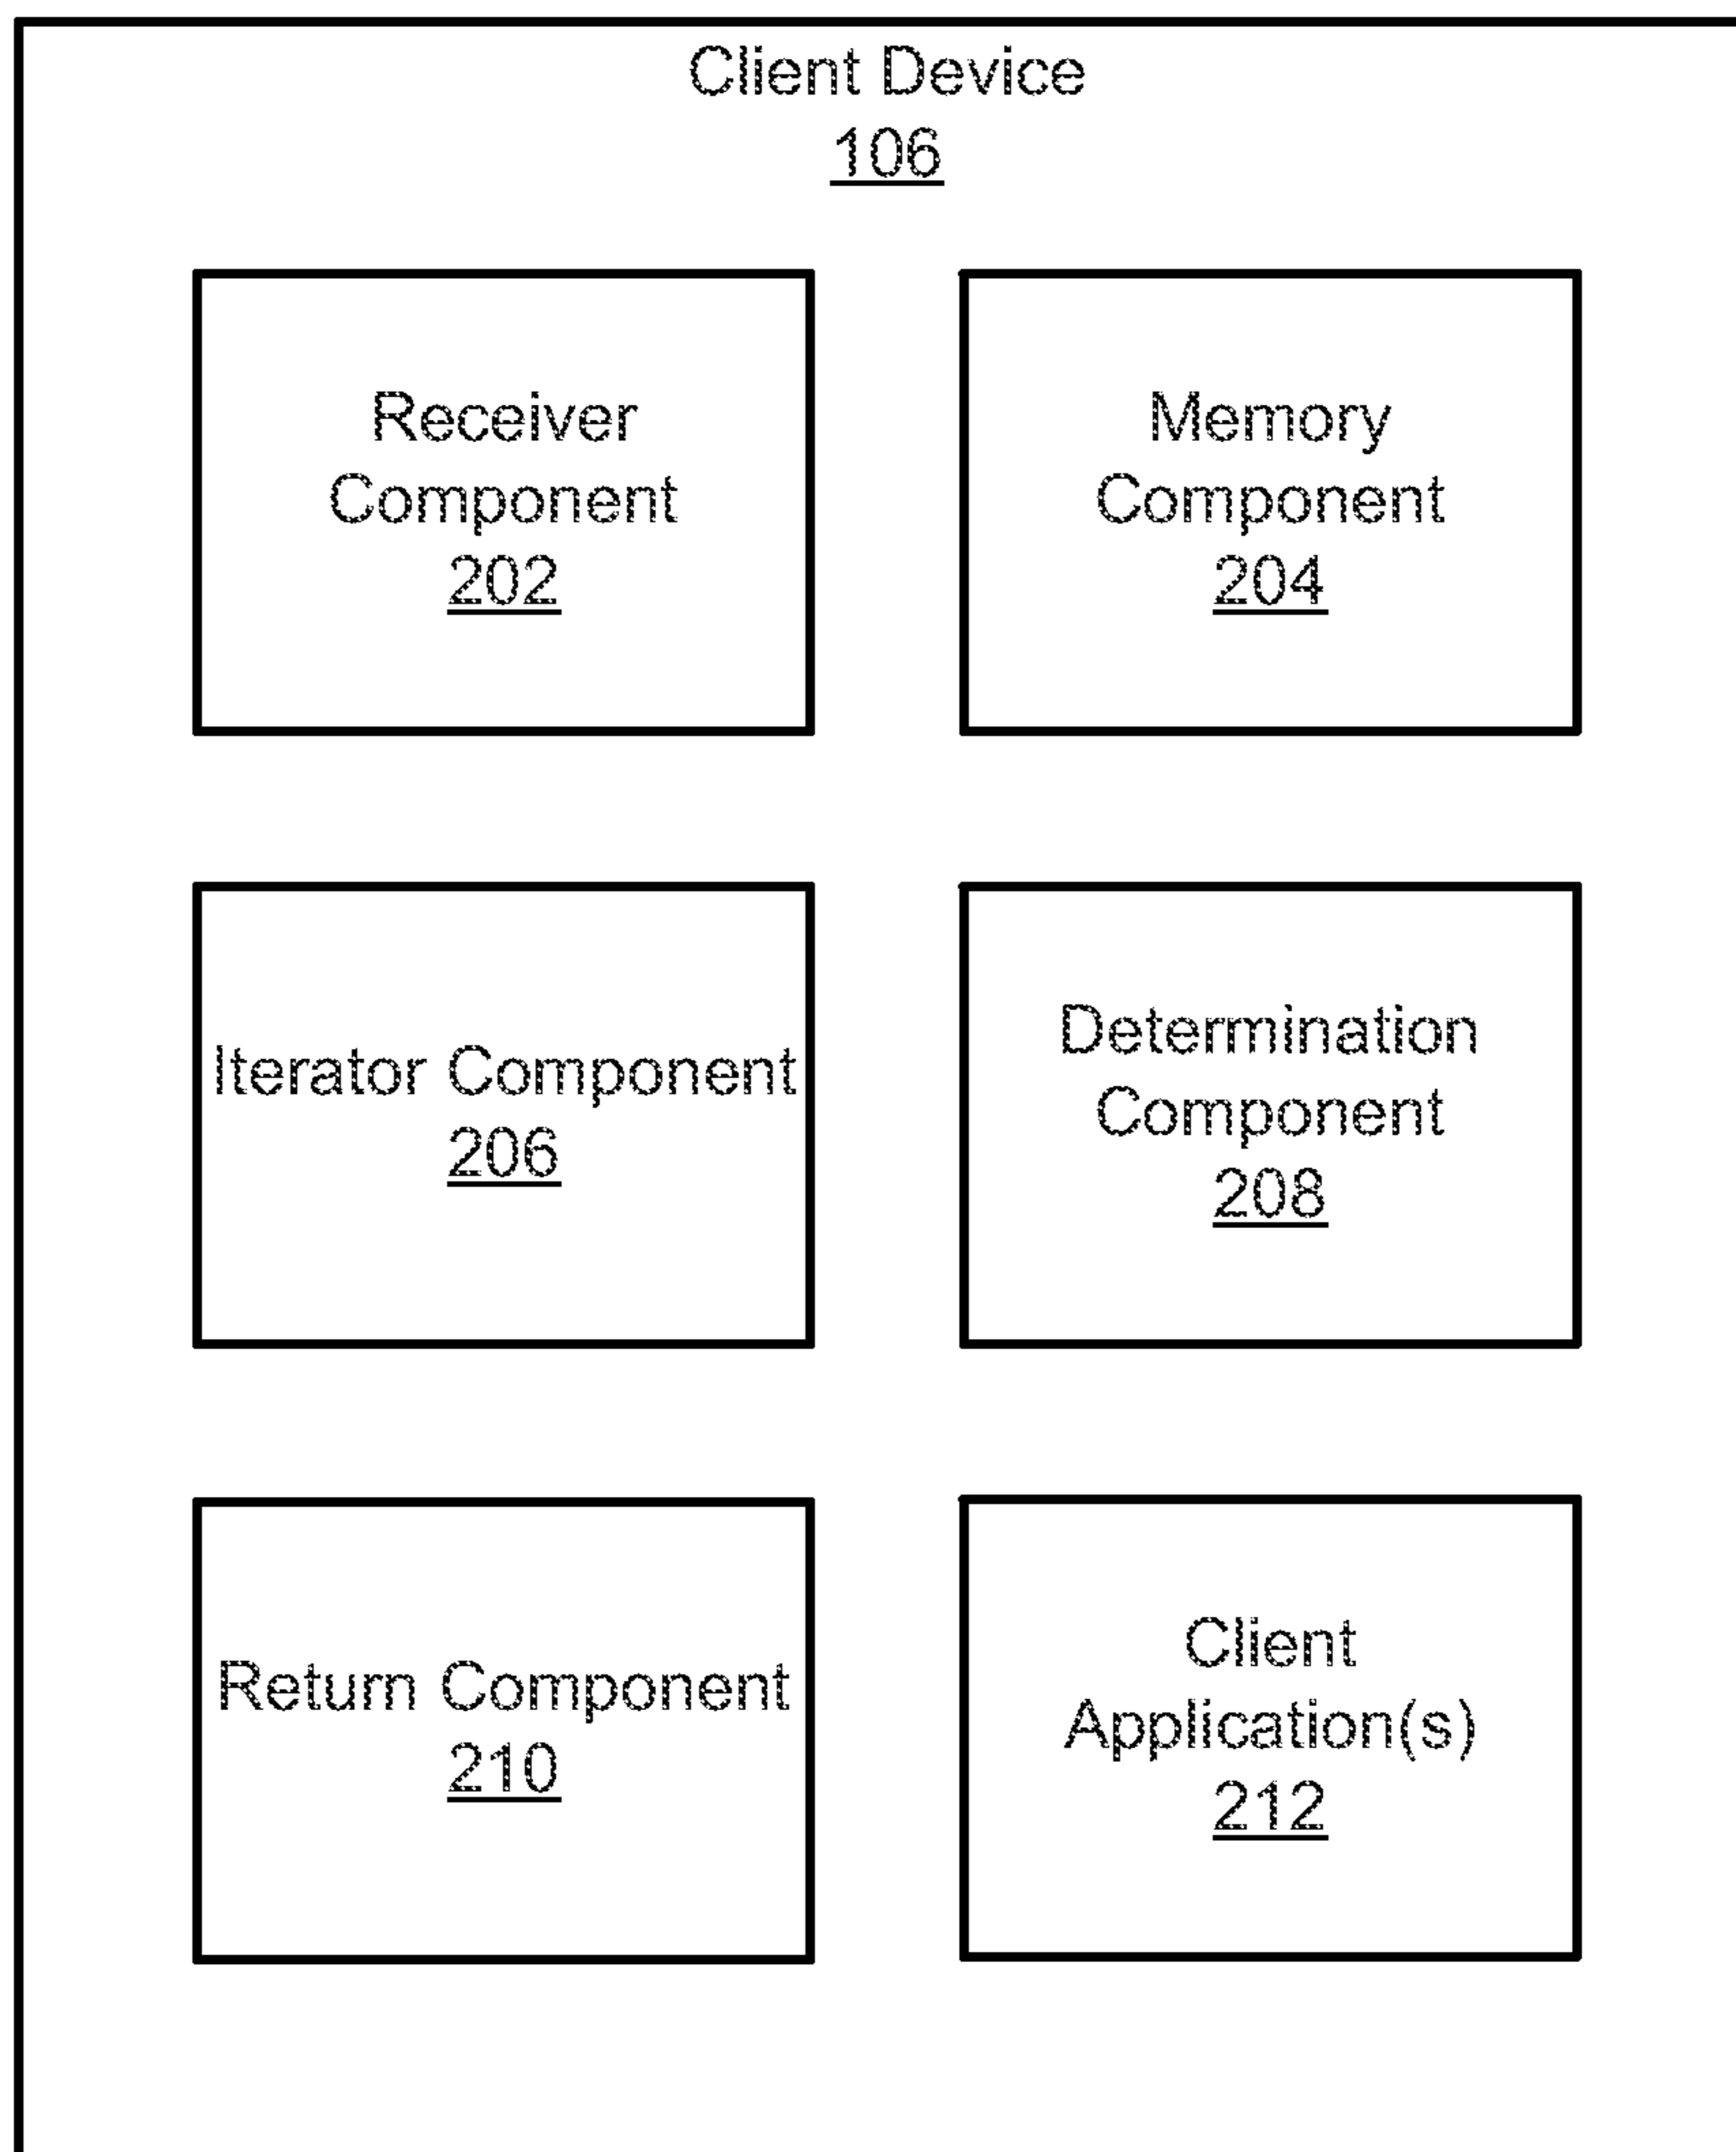 Client Device
106
Receiver
Component
202
Memory
Component
204
Iterator Component
206
Determination
Component
208
Return Component
210
Client
Application(s)
212